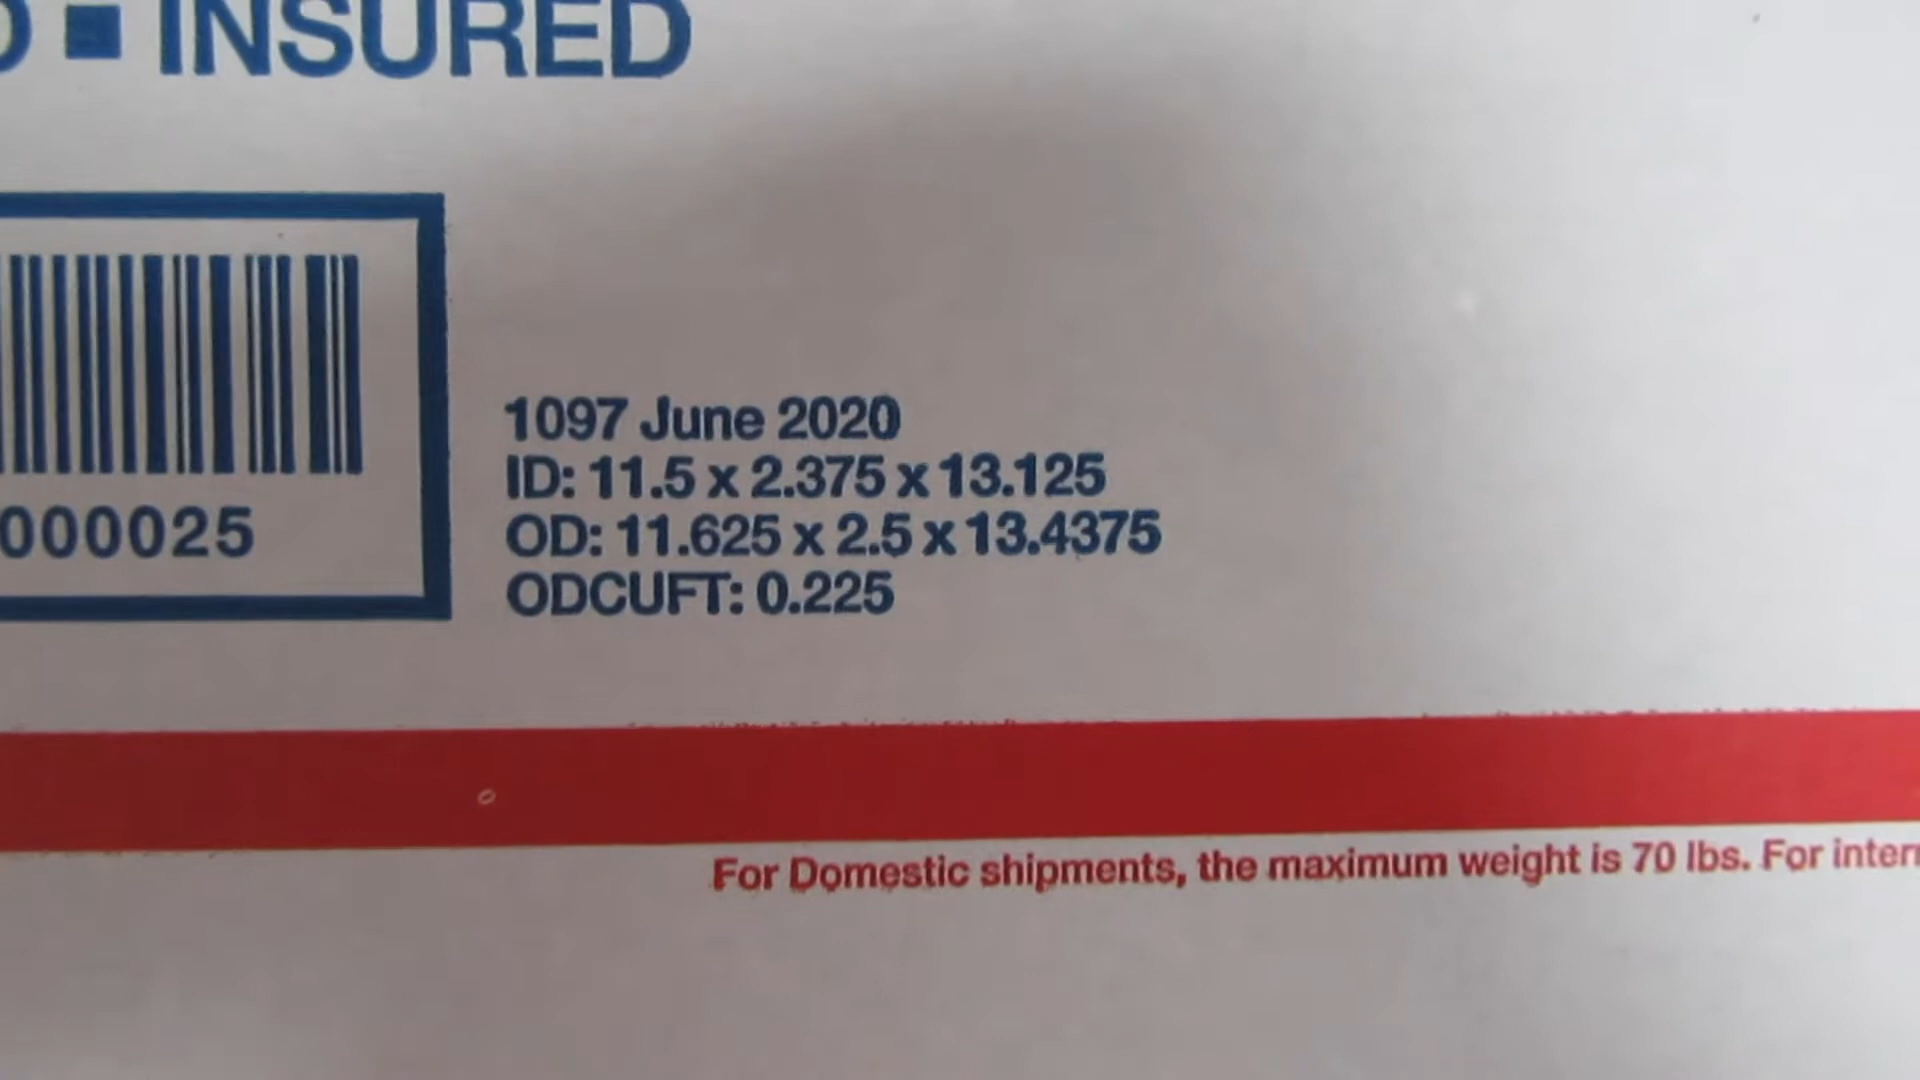 INSURED
000025
1097 June 2020
ID: 11.5 x 2.375 x 13.125
OD: 11.625 x 2.5 x 13.4375
ODCUFT: 0.225
For Domestic shipments, the maximum weight is 70 lbs. For